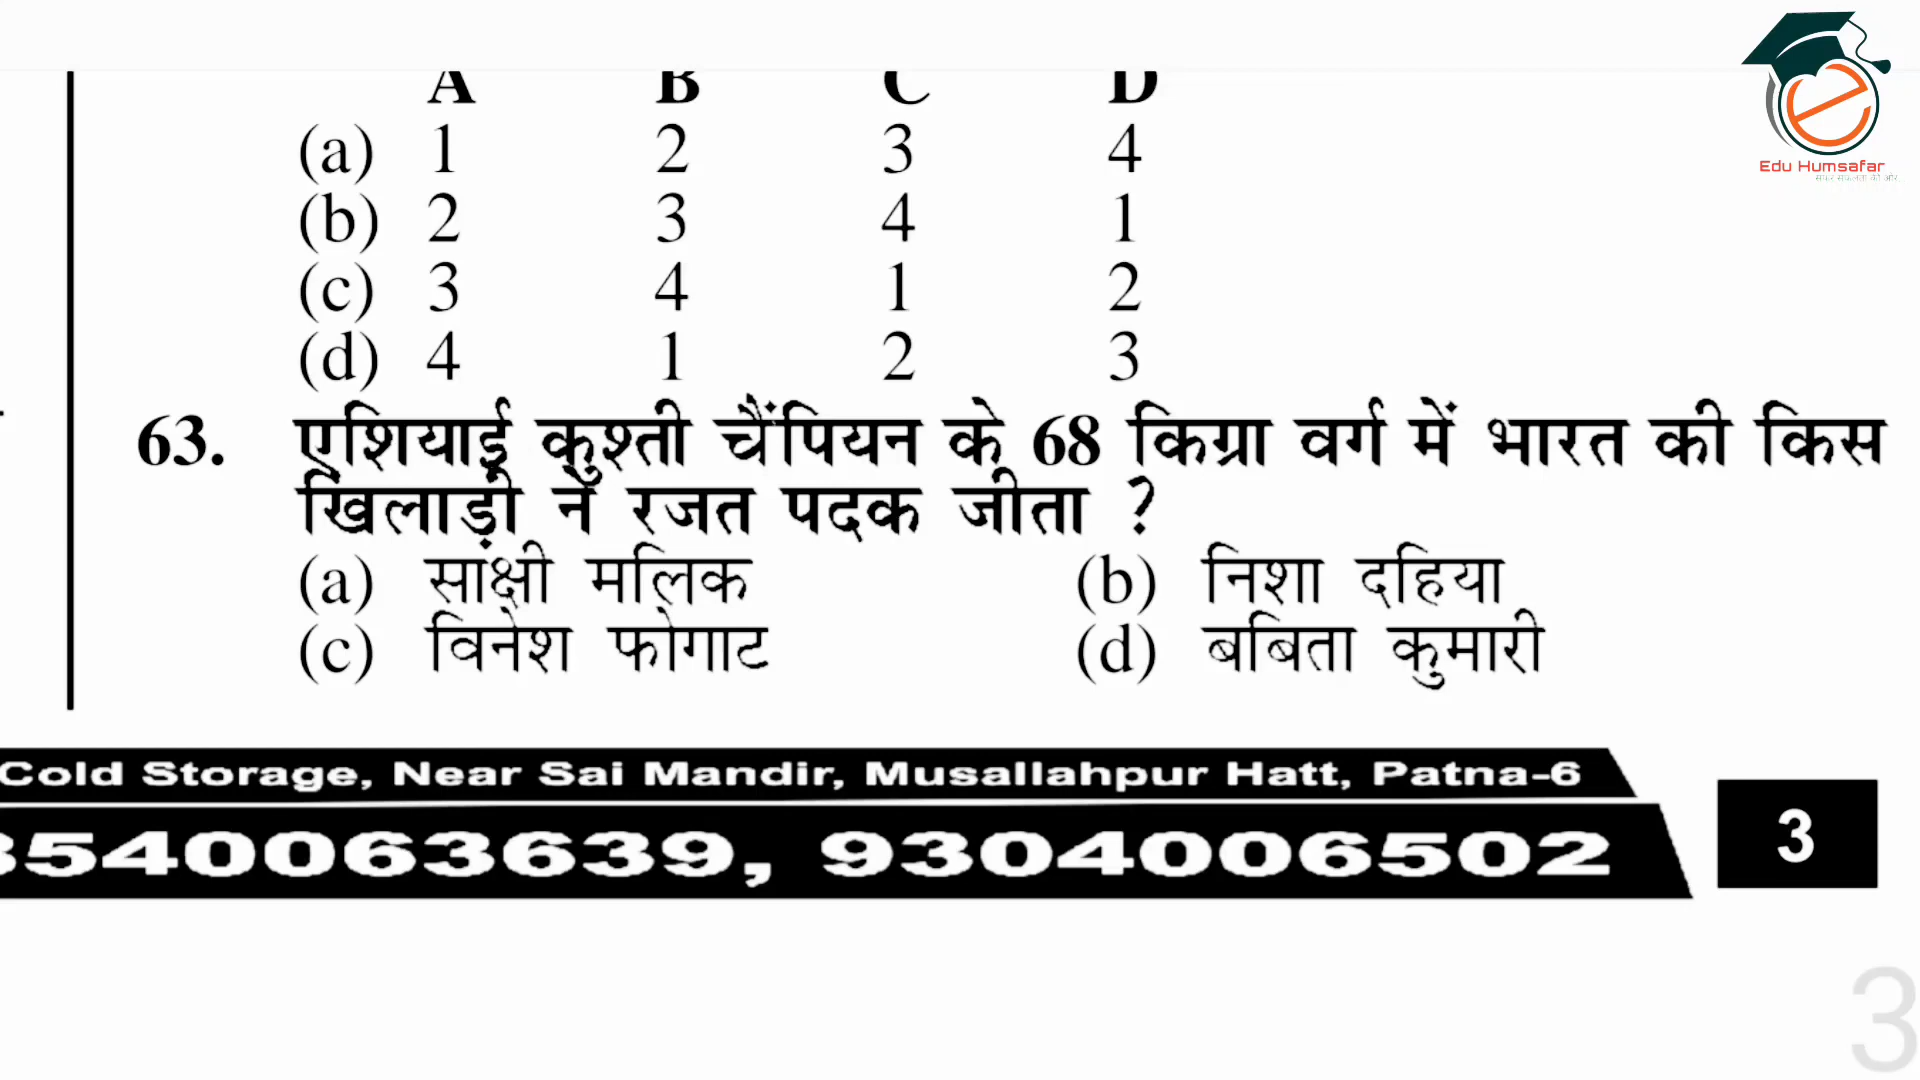 A B C D
(a) 1 2 3 4
(b) 2 3 4 1
(c) 3 4 1 2
(d) 4 1 2 3
63. एशियाई कुश्ती चैंपियन के 68 किग्रा वर्ग में भारत की किस
खिलाड़ी ने रजत पदक जीता ?
(a) साक्षी मलिक (b) निशा दहिया
(c) विनेश फोगाट (d) बबिता कुमारी
Cold Storage, Near Sai Mandir, Musallahpur Hatt, Patna-6
540063639, 9304006502
3
3
Edu Humsafar